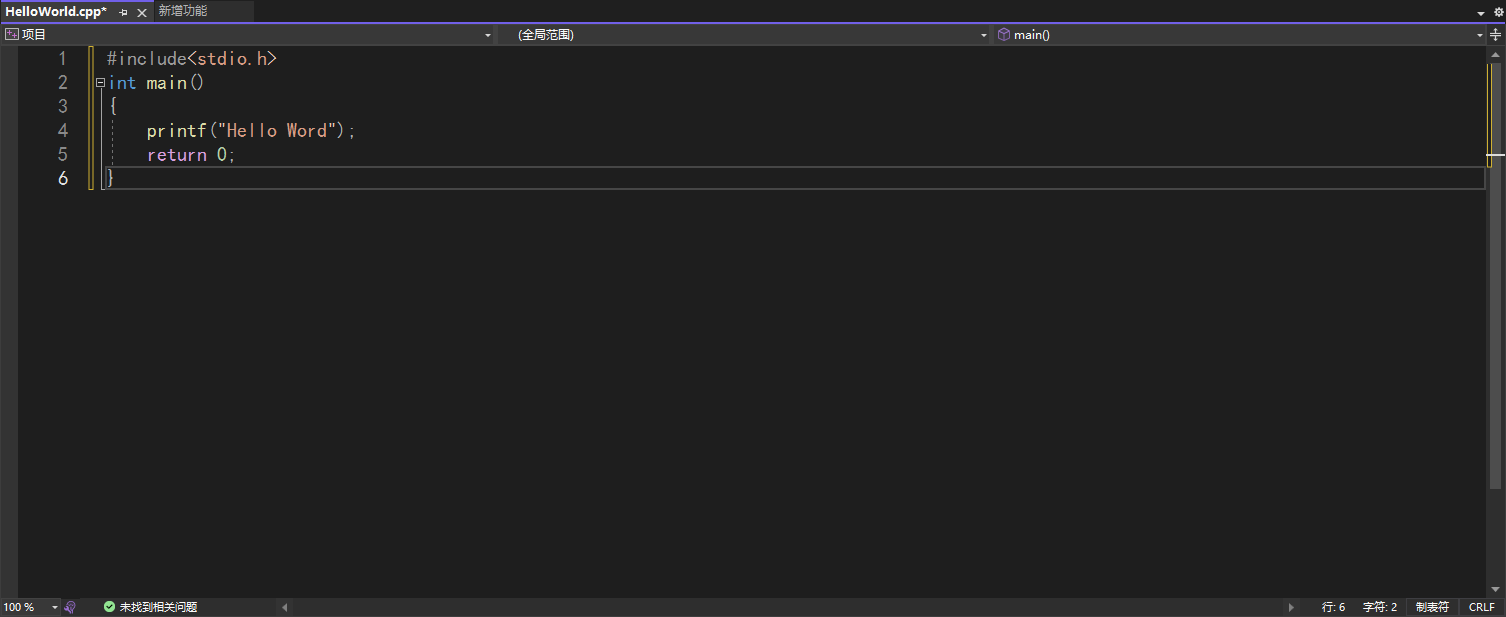 HelloWorld.cpp* 新增功能
项目 (全局范围) main()
1 #include<stdio.h>
2 int main()
3 {
4 printf("Hello Word");
5 return 0;
6 }
100 % 未找到相关问题 行: 6 字符: 2 制表符 CRLF